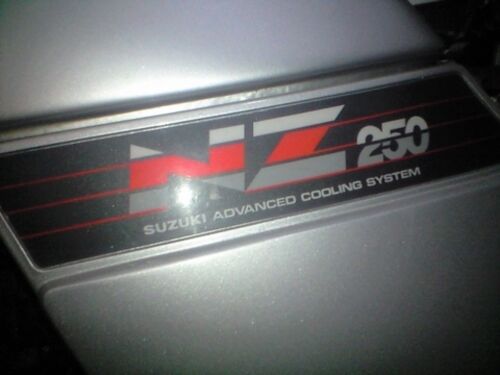 NZ 250
SUZUKI ADVANCED COOLING SYSTEM